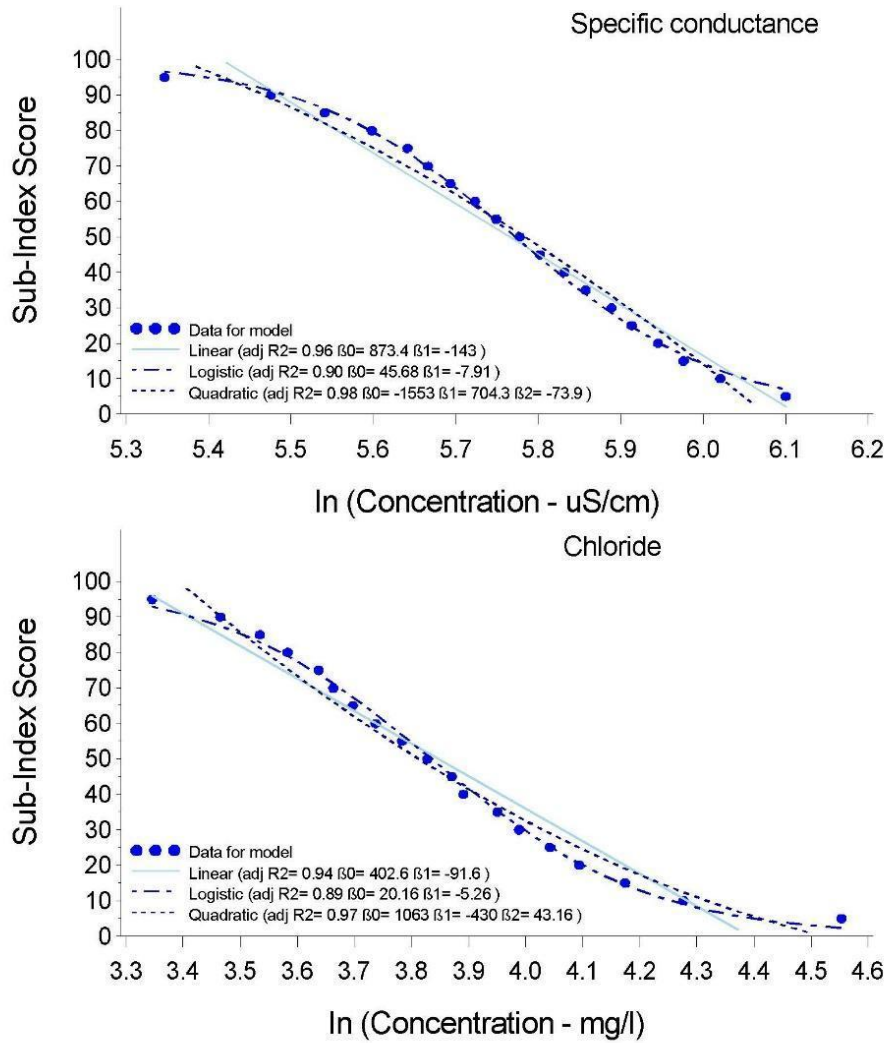 Specific conductance
Sub-Index Score
100
90
80
70
60
50
40
30
20
10
0
Data for model
Linear (adj R2= 0.96 ß0= 873.4 ß1= -143 )
Logistic (adj R2= 0.90 ß0= 45.68 ß1= -7.91 )
Quadratic (adj R2= 0.98 ß0= -1553 ß1= 704.3 ß2= -73.9 )
5.3 5.4 5.5 5.6 5.7 5.8 5.9 6.0 6.1 6.2
ln (Concentration - uS/cm)
Chloride
Sub-Index Score
100
90
80
70
60
50
40
30
20
10
0
Data for model
Linear (adj R2= 0.94 ß0= 402.6 ß1= -91.6 )
Logistic (adj R2= 0.89 ß0= 20.16 ß1= -5.26 )
Quadratic (adj R2= 0.97 ß0= 1063 ß1= -430 ß2= 43.16 )
3.3 3.4 3.5 3.6 3.7 3.8 3.9 4.0 4.1 4.2 4.3 4.4 4.5 4.6
ln (Concentration - mg/l)